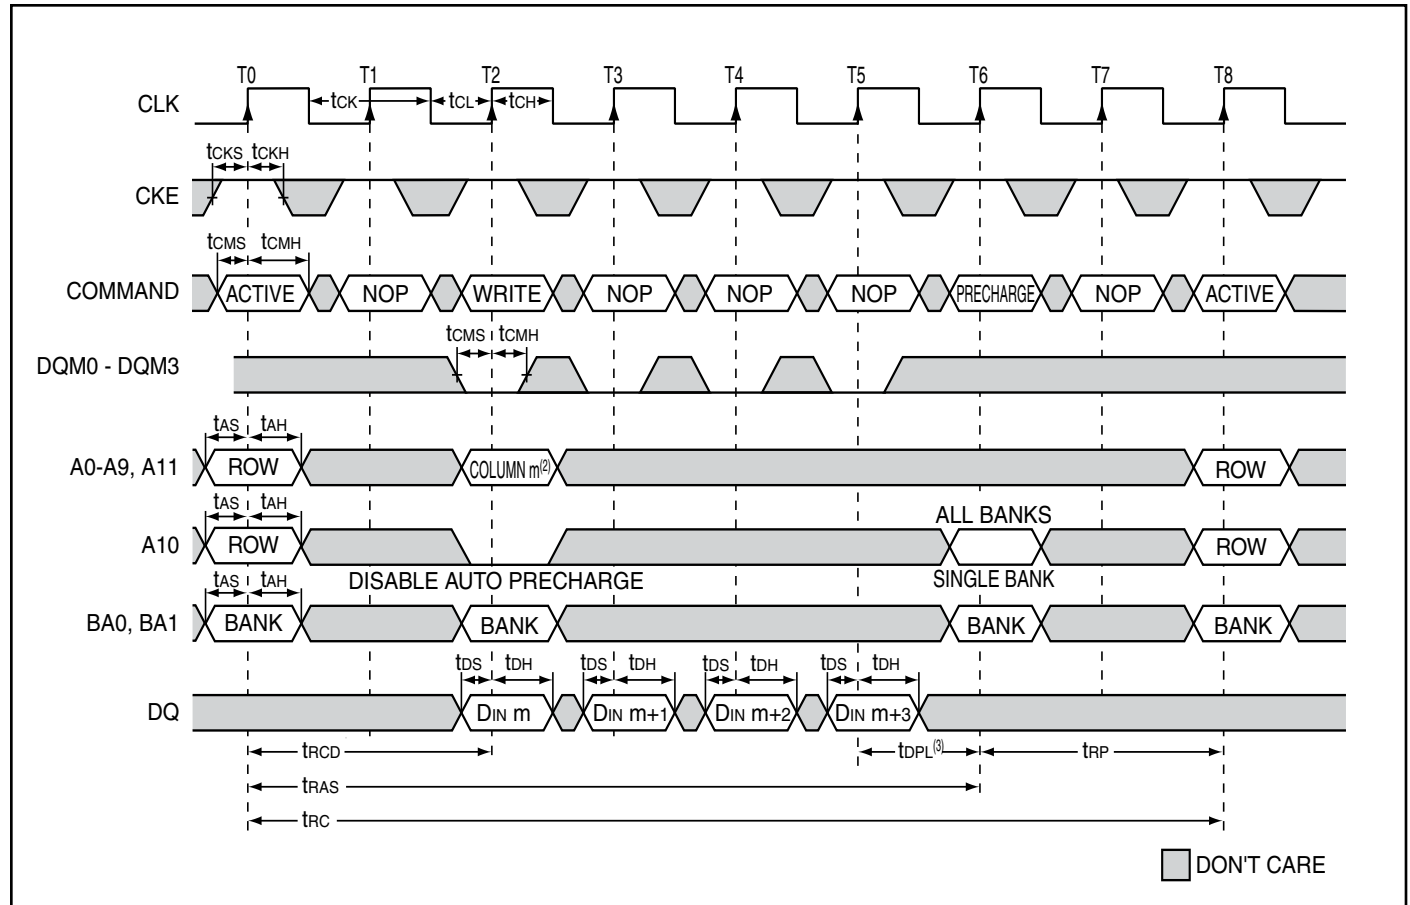 T0 T1 T2 T3 T4 T5 T6 T7 T8
CLK tCK tCL tCH
tCKS tCKH
CKE
tCMS tCMH
COMMAND ACTIVE NOP WRITE NOP NOP NOP PRECHARGE NOP ACTIVE
tCMS tCMH
DQM0 - DQM3
tAS tAH
A0-A9, A11 ROW COLUMN m(2) ROW
tAS tAH ALL BANKS
A10 ROW ROW
tAS tAH DISABLE AUTO PRECHARGE SINGLE BANK
BA0, BA1 BANK BANK BANK BANK
tDS tDH tDS tDH tDS tDH tDS tDH
DQ DIN m DIN m+1 DIN m+2 DIN m+3
tRCD tDPL(3) tRP
tRAS
tRC
DON'T CARE